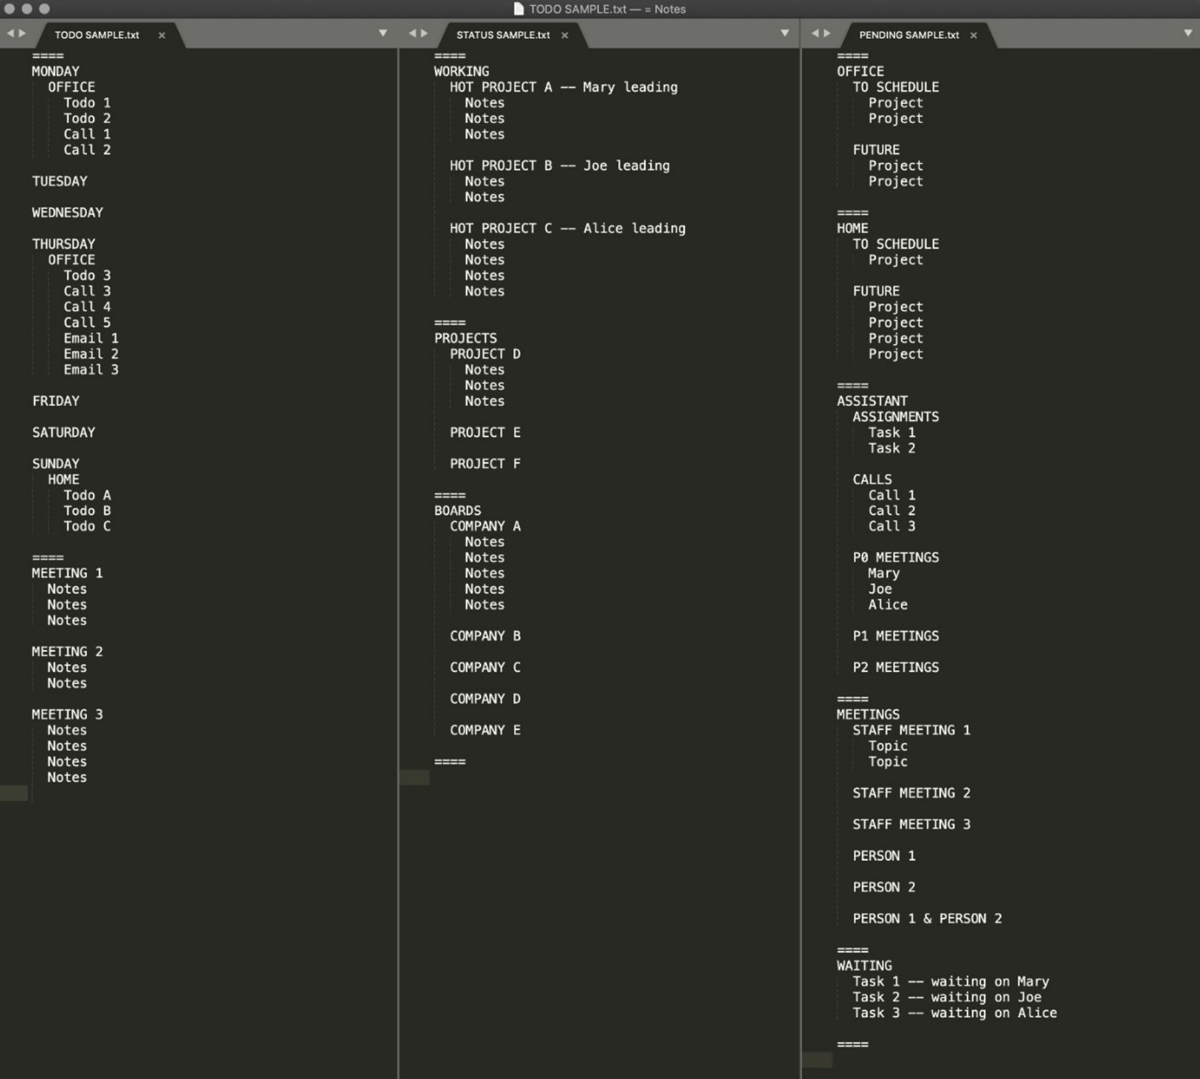 TODO SAMPLE.txt — = Notes
TODO SAMPLE.txt ×
====
MONDAY
  OFFICE
    Todo 1
    Todo 2
    Call 1
    Call 2

TUESDAY

WEDNESDAY

THURSDAY
  OFFICE
    Todo 3
    Call 3
    Call 4
    Call 5
    Email 1
    Email 2
    Email 3

FRIDAY

SATURDAY

SUNDAY
  HOME
    Todo A
    Todo B
    Todo C

====
MEETING 1
  Notes
  Notes
  Notes

MEETING 2
  Notes
  Notes

MEETING 3
  Notes
  Notes
  Notes
  Notes

STATUS SAMPLE.txt ×
====
WORKING
  HOT PROJECT A -- Mary leading
    Notes
    Notes
    Notes

  HOT PROJECT B -- Joe leading
    Notes
    Notes

  HOT PROJECT C -- Alice leading
    Notes
    Notes
    Notes
    Notes

====
PROJECTS
  PROJECT D
    Notes
    Notes
    Notes

  PROJECT E

  PROJECT F

====
BOARDS
  COMPANY A
    Notes
    Notes
    Notes
    Notes
    Notes

  COMPANY B

  COMPANY C

  COMPANY D

  COMPANY E

====

PENDING SAMPLE.txt ×
====
OFFICE
  TO SCHEDULE
    Project
    Project

  FUTURE
    Project
    Project

====
HOME
  TO SCHEDULE
    Project

  FUTURE
    Project
    Project
    Project
    Project

====
ASSISTANT
  ASSIGNMENTS
    Task 1
    Task 2

  CALLS
    Call 1
    Call 2
    Call 3

  P0 MEETINGS
    Mary
    Joe
    Alice

  P1 MEETINGS

  P2 MEETINGS

====
MEETINGS
  STAFF MEETING 1
    Topic
    Topic

  STAFF MEETING 2

  STAFF MEETING 3

  PERSON 1

  PERSON 2

  PERSON 1 & PERSON 2

====
WAITING
  Task 1 -- waiting on Mary
  Task 2 -- waiting on Joe
  Task 3 -- waiting on Alice

====